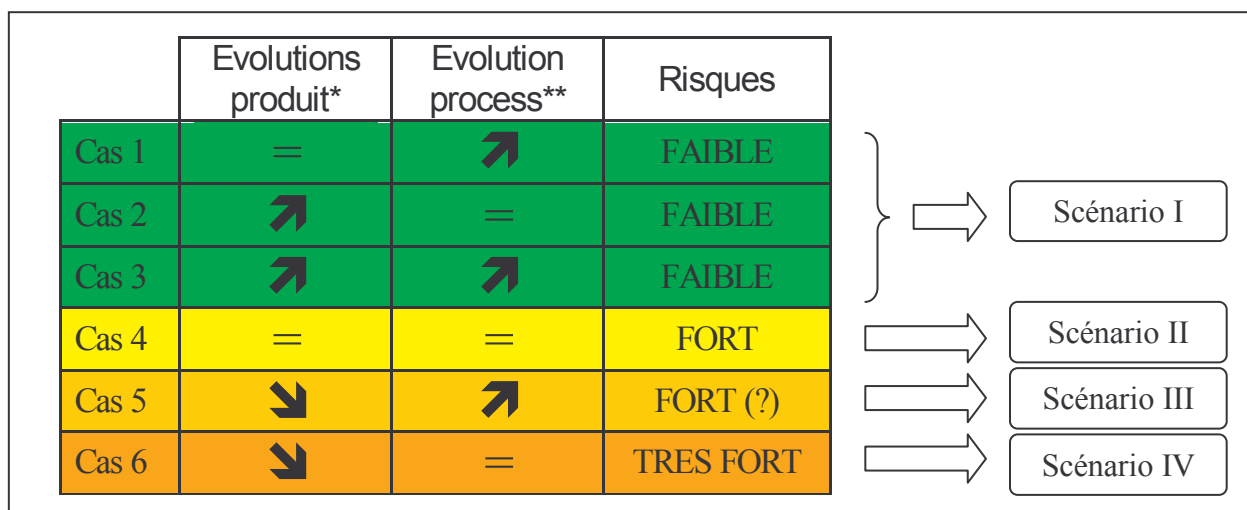 Evolutions produit*
Evolution process**
Risques
Cas 1 = FAIBLE
Cas 2 = FAIBLE
Cas 3 FAIBLE
Scénario I
Cas 4 = = FORT
Scénario II
Cas 5 FORT (?)
Scénario III
Cas 6 = TRES FORT
Scénario IV